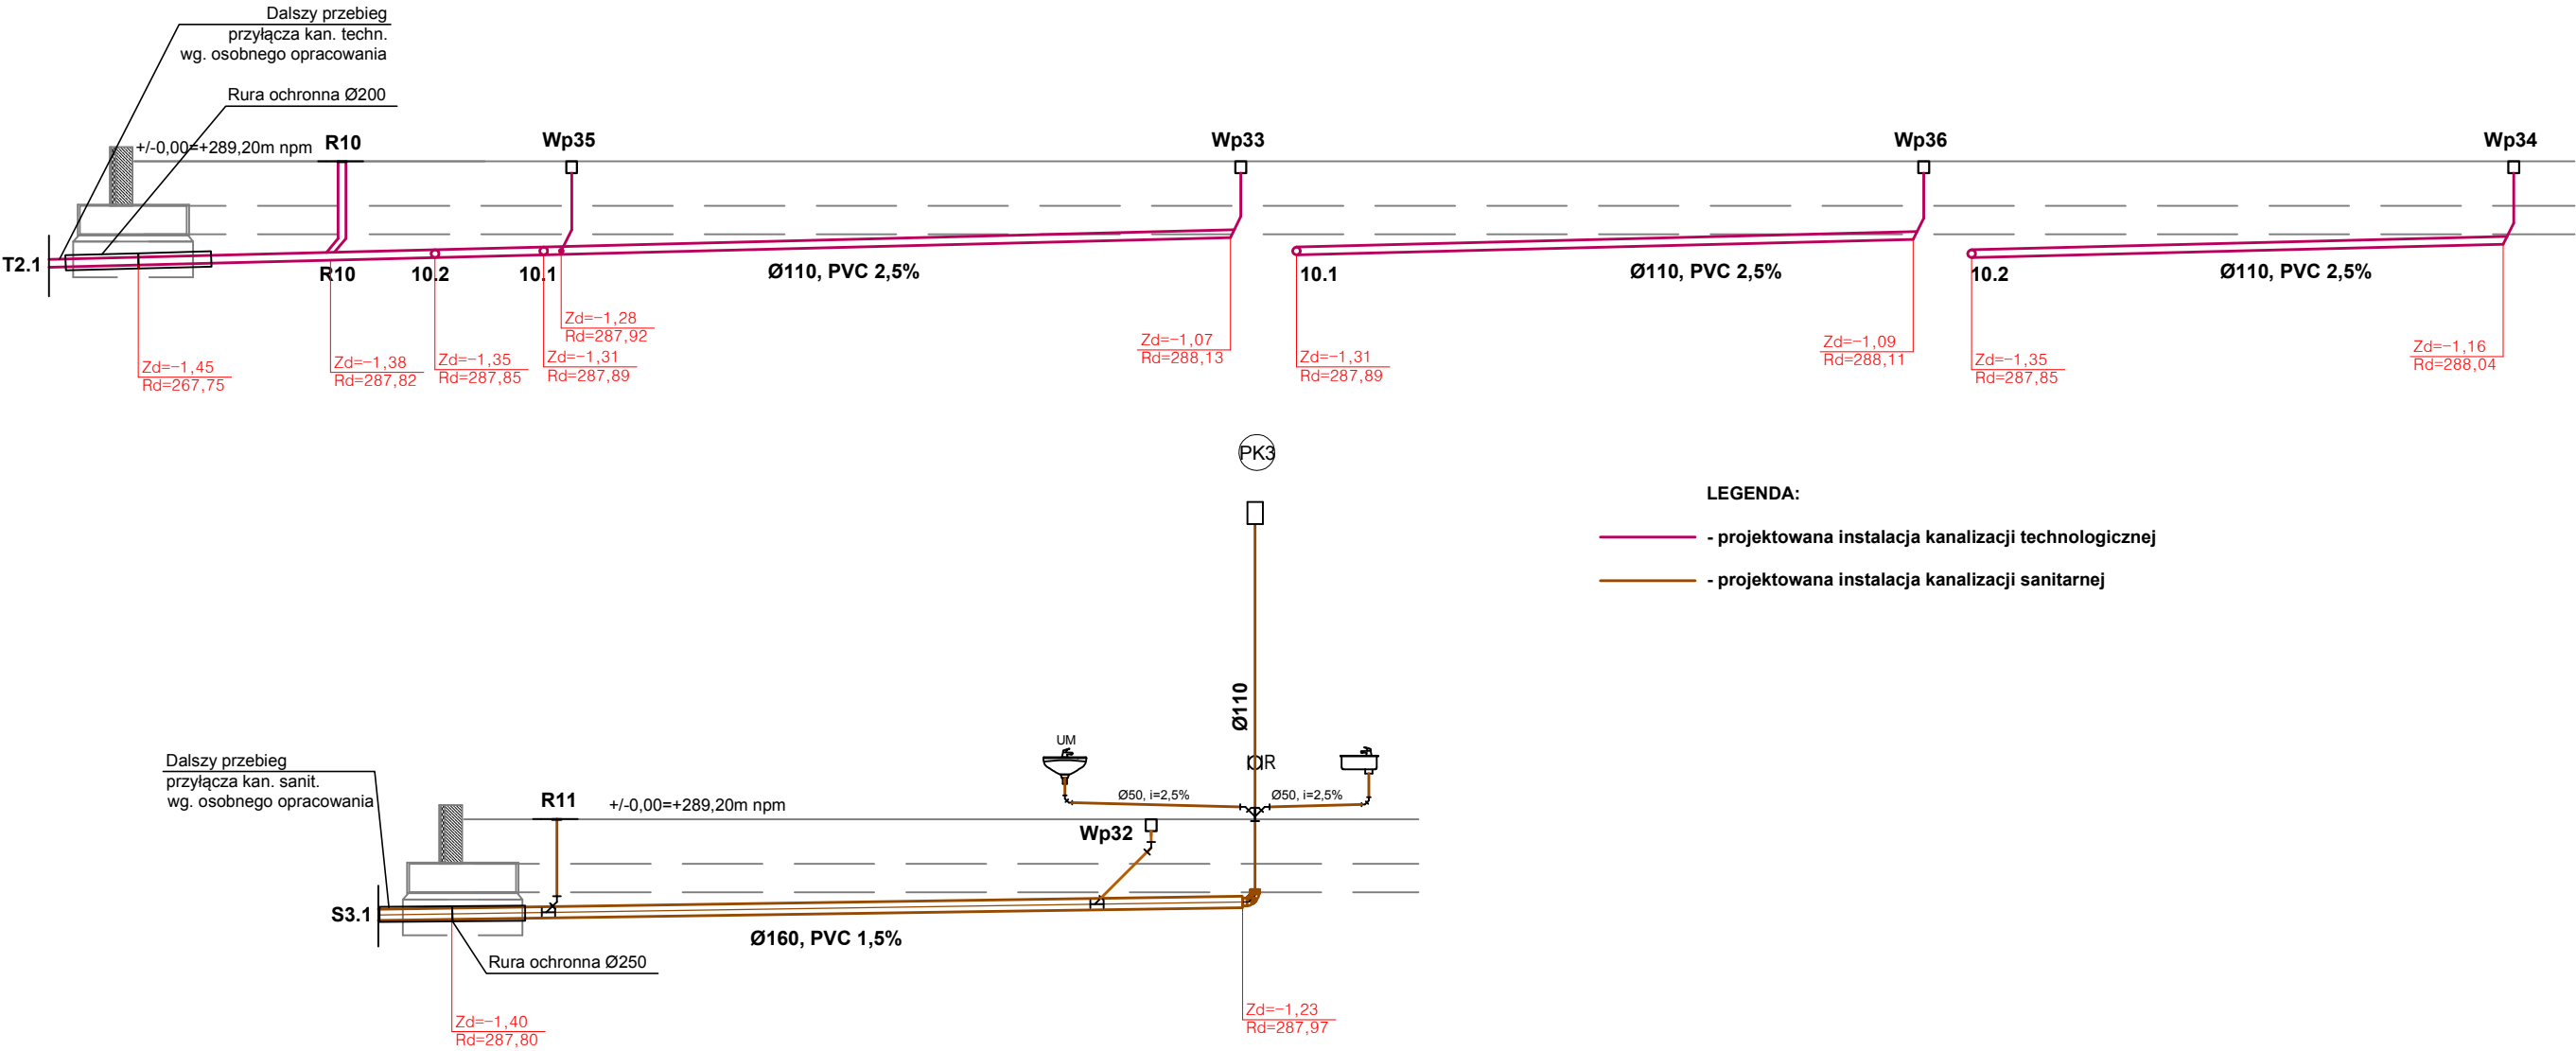 Dalszy przebieg
przyłącza kan. techn.
wg. osobnego opracowania
Rura ochronna Ø200
+/-0,00=+289,20m npm
R10
Wp35
Wp33
Wp36
Wp34
T2.1
R10
10.2
10.1
Ø110, PVC 2,5%
10.1
Ø110, PVC 2,5%
10.2
Ø110, PVC 2,5%
Zd=-1,45
Rd=267,75
Zd=-1,38
Rd=287,82
Zd=-1,35
Rd=287,85
Zd=-1,31
Rd=287,89
Zd=-1,28
Rd=287,92
Zd=-1,07
Rd=288,13
Zd=-1,31
Rd=287,89
Zd=-1,09
Rd=288,11
Zd=-1,35
Rd=287,85
Zd=-1,16
Rd=288,04
PK3
LEGENDA:
- projektowana instalacja kanalizacji technologicznej
- projektowana instalacja kanalizacji sanitarnej
Ø110
UM
R
Ø50, i=2,5%
Ø50, i=2,5%
Dalszy przebieg
przyłącza kan. sanit.
wg. osobnego opracowania
R11
+/-0,00=+289,20m npm
Wp32
S3.1
Ø160, PVC 1,5%
Rura ochronna Ø250
Zd=-1,40
Rd=287,80
Zd=-1,23
Rd=287,97